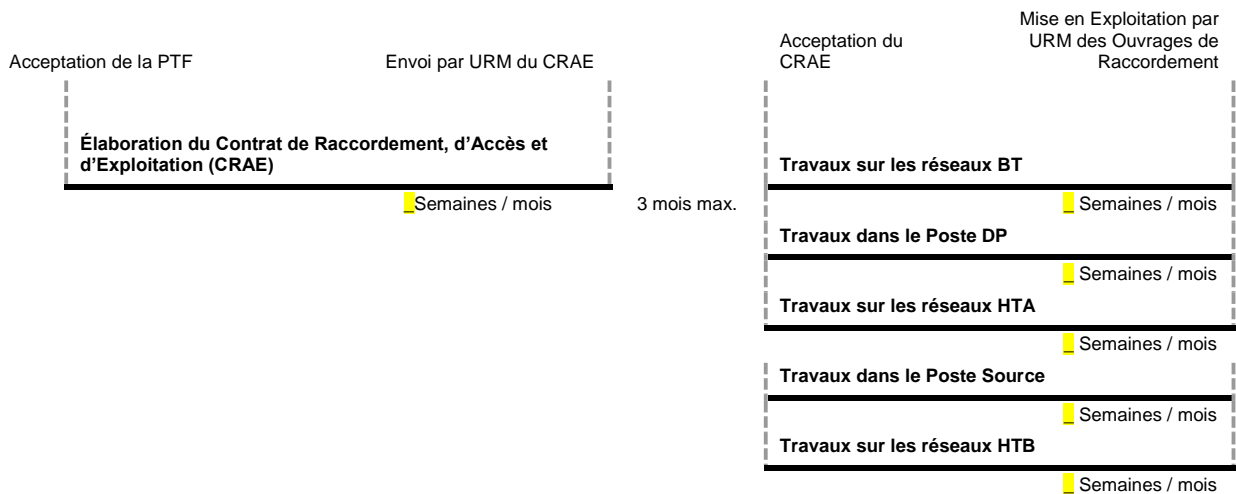 Acceptation de la PTF
Envoi par URM du CRAE
Acceptation du
CRAE
Mise en Exploitation par
URM des Ouvrages de
Raccordement
Élaboration du Contrat de Raccordement, d'Accès et
d'Exploitation (CRAE)
_Semaines / mois
3 mois max.
Travaux sur les réseaux BT
_ Semaines / mois
Travaux dans le Poste DP
_ Semaines / mois
Travaux sur les réseaux HTA
_ Semaines / mois
Travaux dans le Poste Source
_ Semaines / mois
Travaux sur les réseaux HTB
_ Semaines / mois